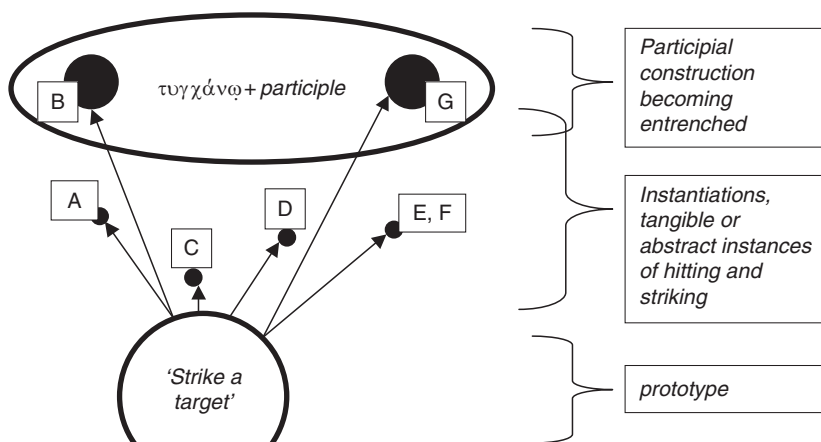 B
τυγχάνῳ + participle
G
Participial
construction
becoming
entrenched
A
C
D
E, F
Instantiations,
tangible or
abstract instances
of hitting and
striking
'Strike a
target'
prototype